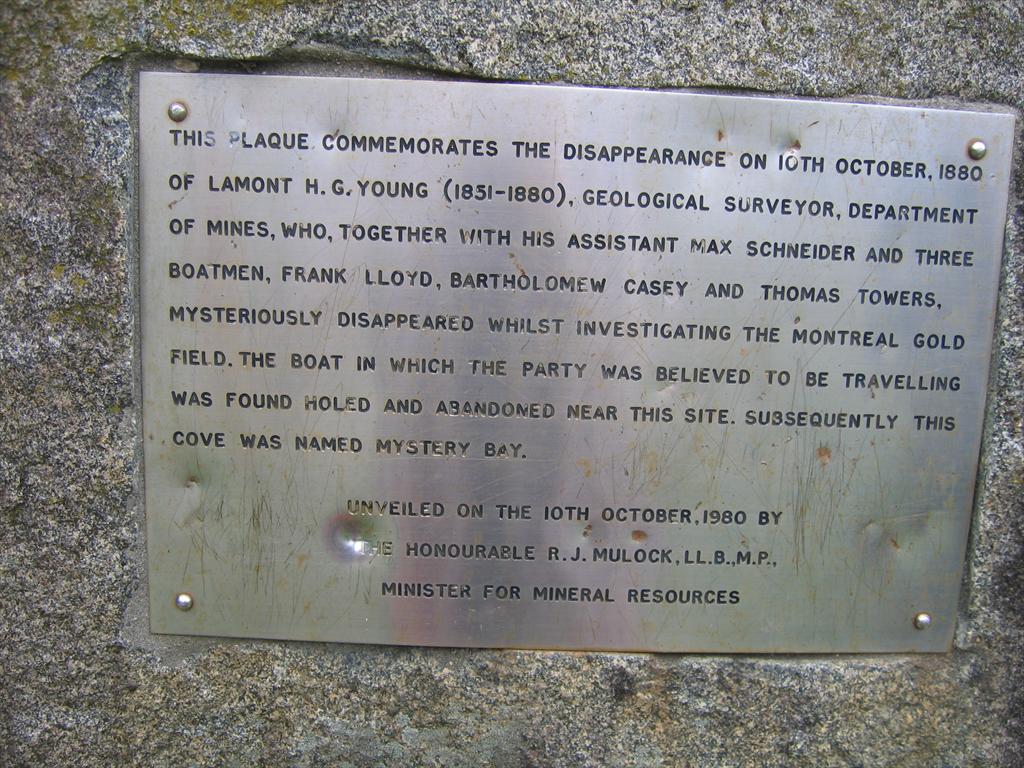 THIS PLAQUE COMMEMORATES THE DISAPPEARANCE ON 10TH OCTOBER, 1880
OF LAMONT H. G. YOUNG (1851-1880), GEOLOGICAL SURVEYOR, DEPARTMENT
OF MINES, WHO, TOGETHER WITH HIS ASSISTANT MAX SCHNEIDER AND THREE
BOATMEN, FRANK LLOYD, BARTHOLOMEW CASEY AND THOMAS TOWERS,
MYSTERIOUSLY DISAPPEARED WHILST INVESTIGATING THE MONTREAL GOLD
FIELD. THE BOAT IN WHICH THE PARTY WAS BELIEVED TO BE TRAVELLING
WAS FOUND HOLED AND ABANDONED NEAR THIS SITE. SUBSEQUENTLY THIS
COVE WAS NAMED MYSTERY BAY.
UNVEILED ON THE 10TH OCTOBER, 1980 BY
THE HONOURABLE R. J. MULOCK, LL.B., M.P.,
MINISTER FOR MINERAL RESOURCES